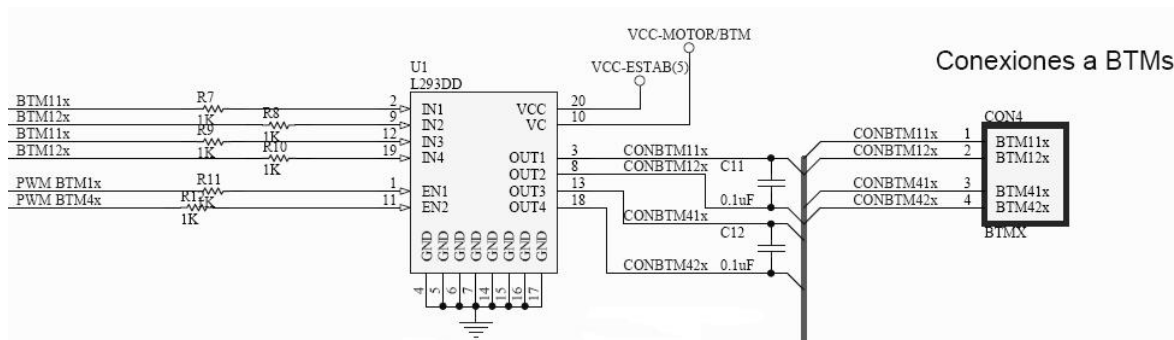 VCC-MOTOR/BTM
Conexiones a BTMs
VCC-ESTAB(5)
U1
L293DD
BTM11x R7 1K 2 IN1 VCC 20
BTM12x R8 1K 9 IN2 VC 10
BTM11x R9 1K 12 IN3
BTM12x R10 1K 19 IN4
PWM BTM1x R11 1 EN1
PWM BTM4x 1K 11 EN2
OUT1 3 CONBTM11x
OUT2 8 CONBTM12x
OUT3 13 CONBTM41x
OUT4 18 CONBTM42x
C11
0.1uF
C12
0.1uF
GND GND GND GND GND GND GND GND
4 5 6 7 14 15 16 17
CON4
CONBTM11x 1 BTM11x
CONBTM12x 2 BTM12x
CONBTM41x 3 BTM41x
CONBTM42x 4 BTM42x
BTMX